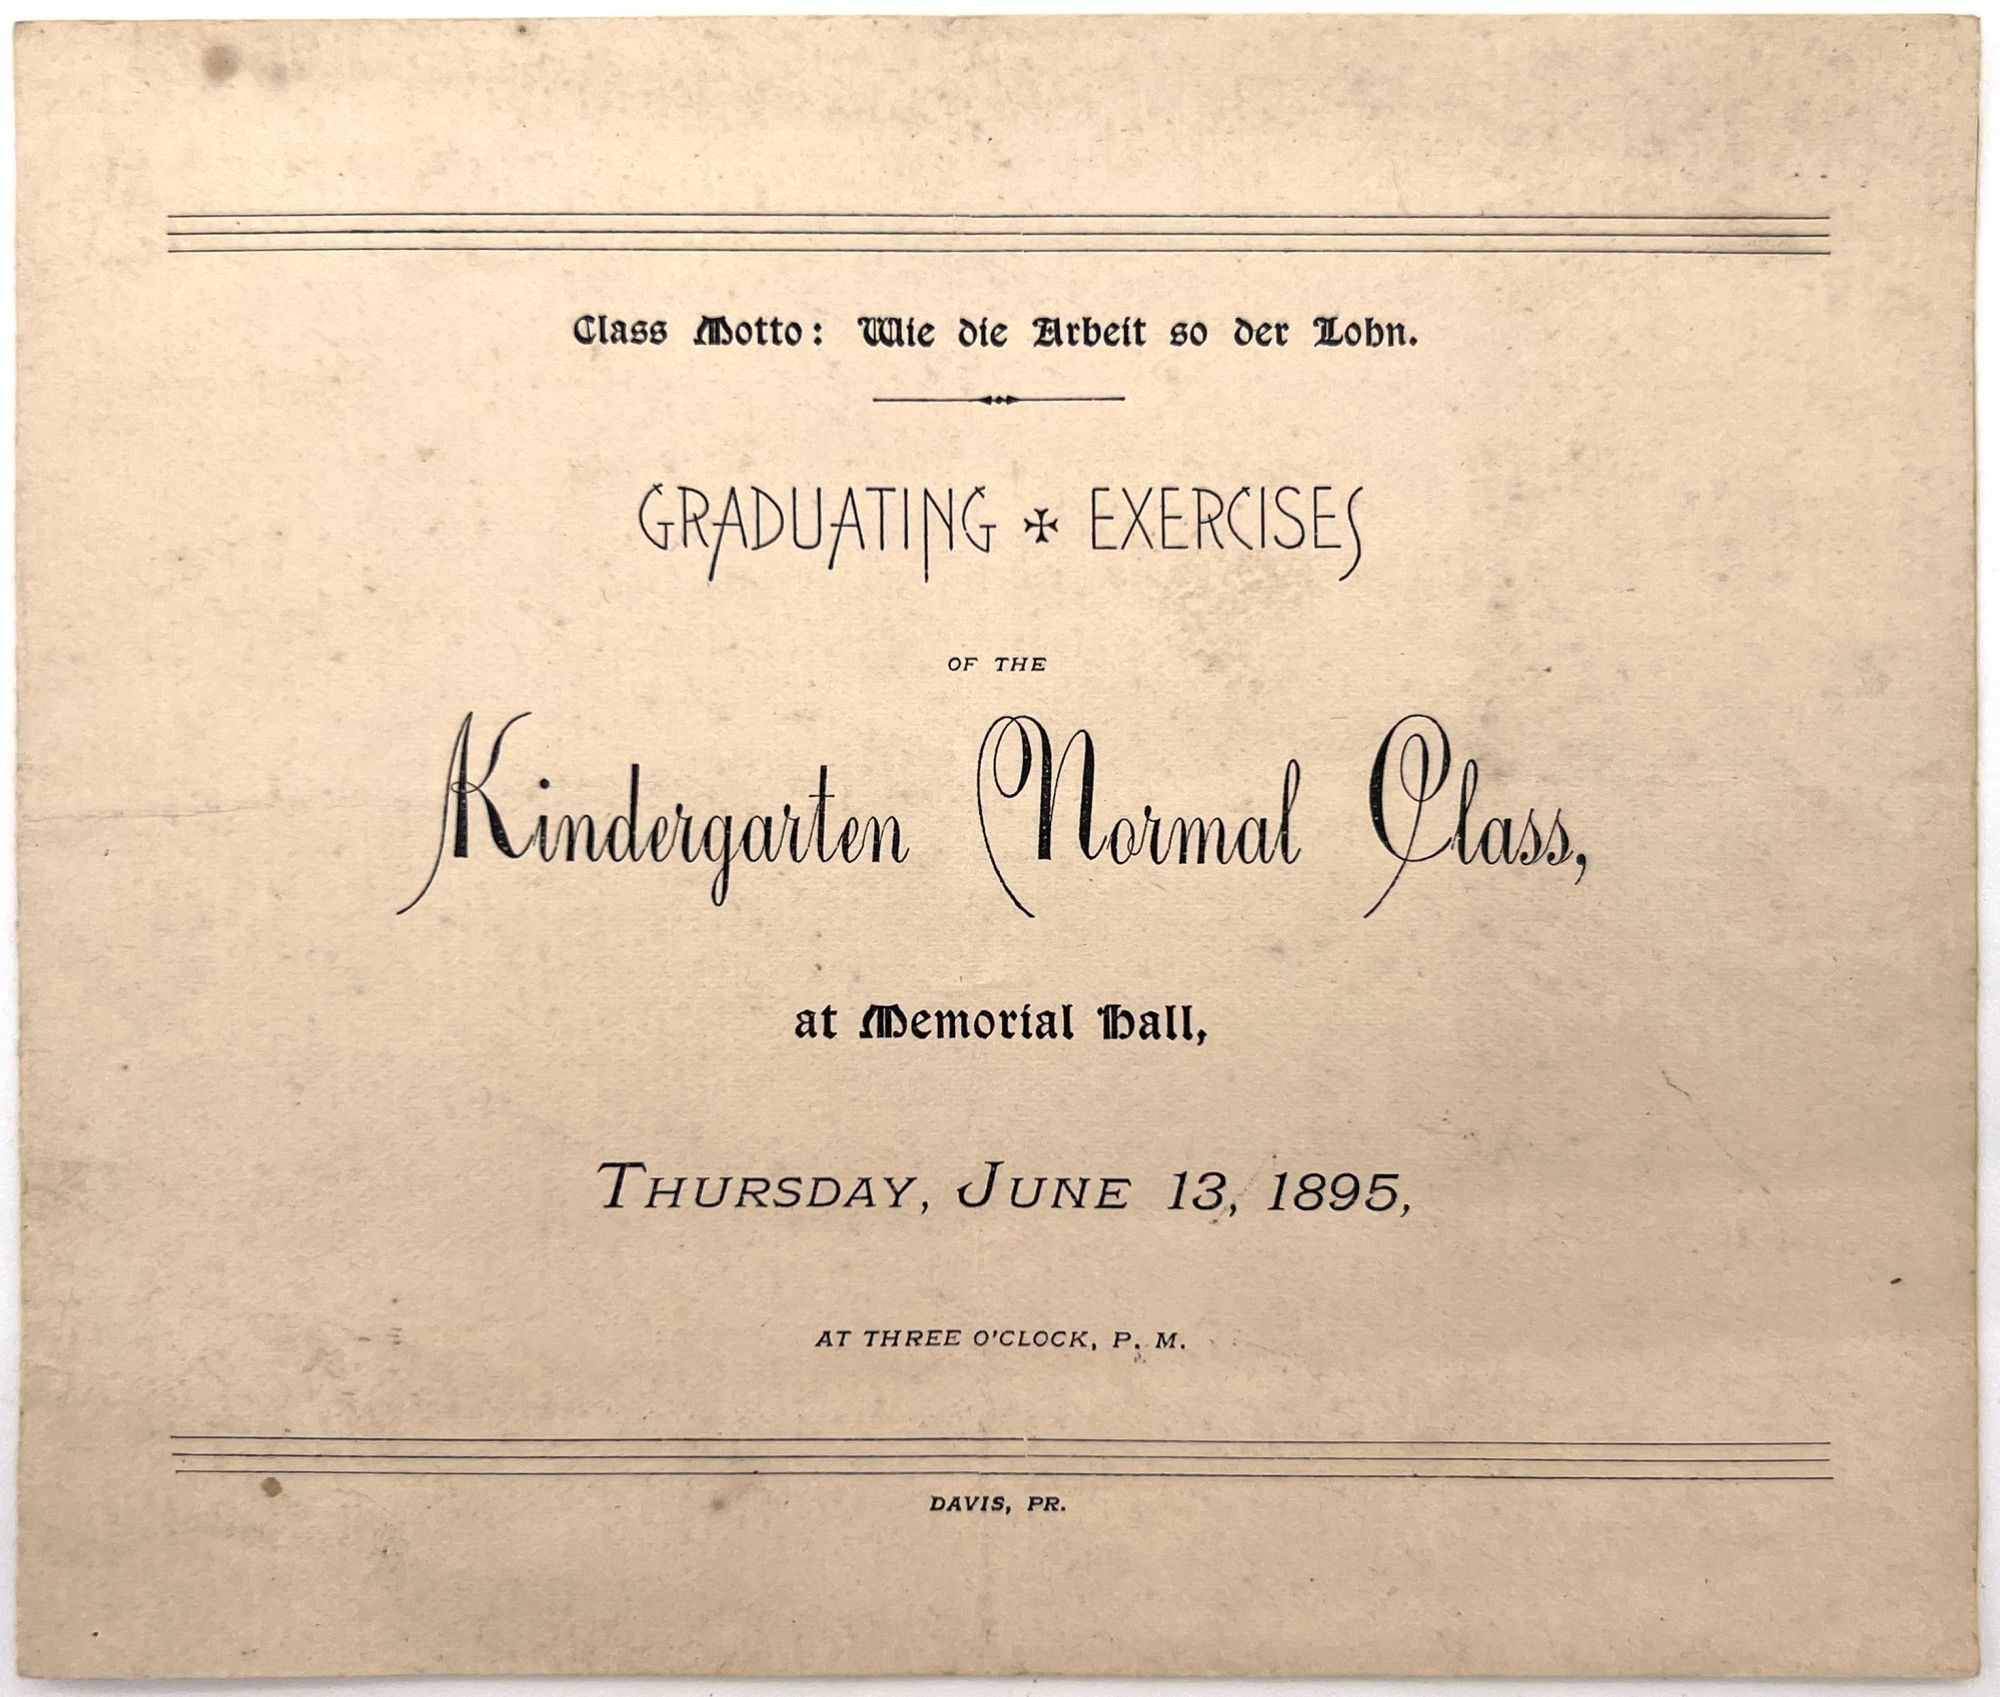 Class Motto: Wie die Arbeit so der Lohn.
GRADUATING ✠ EXERCISES
OF THE
Kindergarten Normal Class,
at Memorial Hall,
THURSDAY, JUNE 13, 1895,
AT THREE O'CLOCK, P. M.
DAVIS, PR.